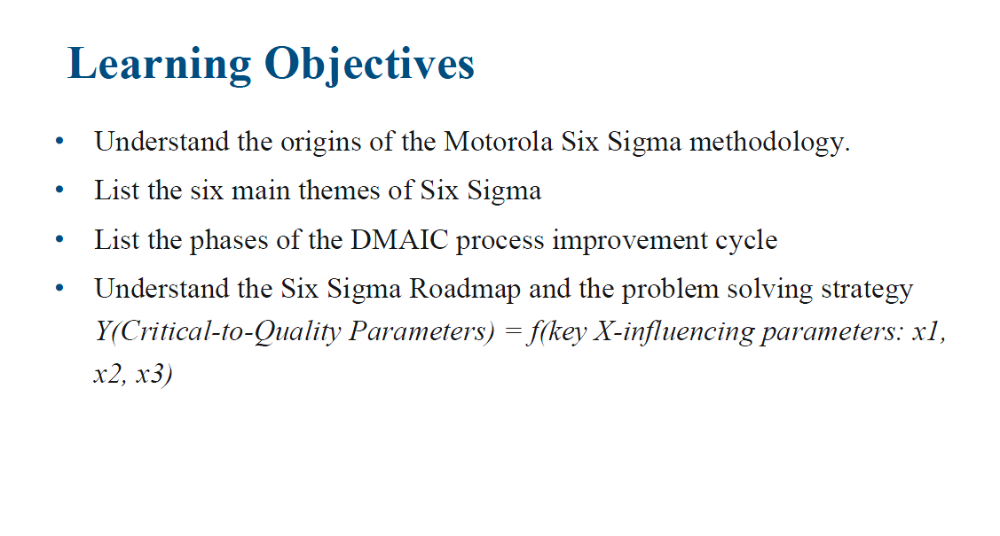 Learning Objectives
• Understand the origins of the Motorola Six Sigma methodology.
• List the six main themes of Six Sigma
• List the phases of the DMAIC process improvement cycle
• Understand the Six Sigma Roadmap and the problem solving strategy
Y(Critical-to-Quality Parameters) = f(key X-influencing parameters: x1,
x2, x3)